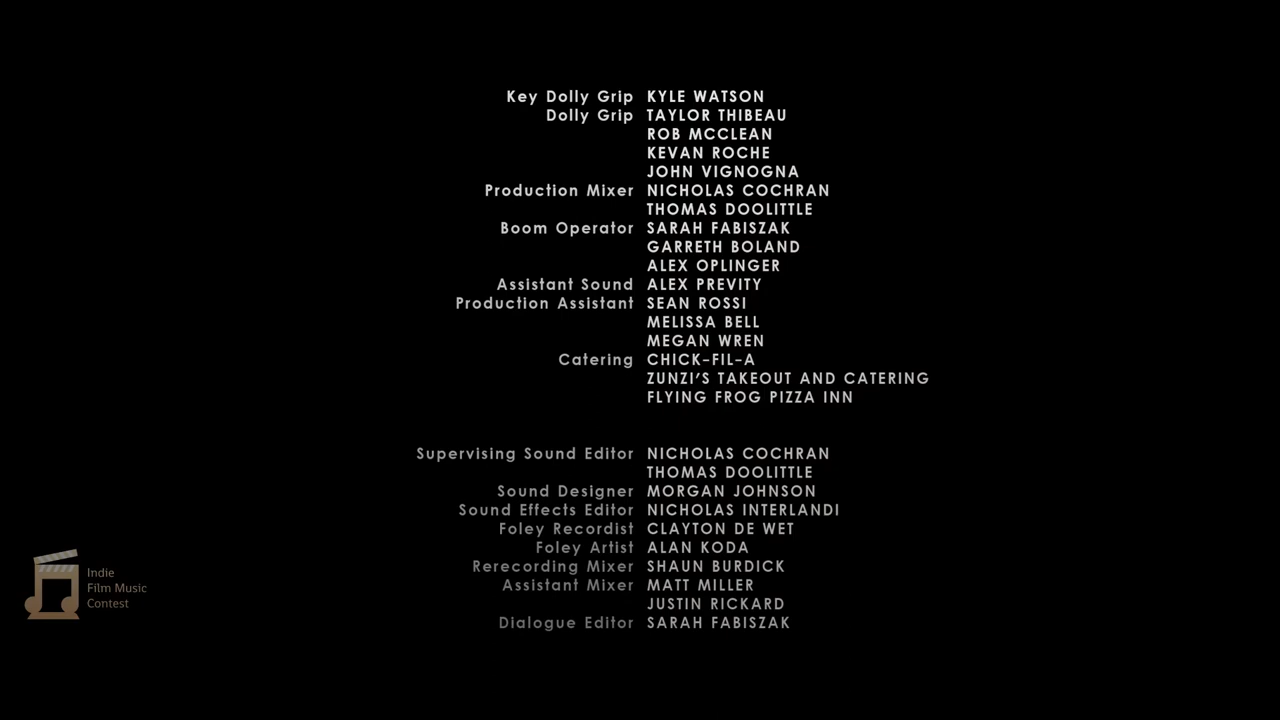 Key Dolly Grip KYLE WATSON
Dolly Grip TAYLOR THIBEAU
ROB MCCLEAN
KEVAN ROCHE
JOHN VIGNOGNA
Production Mixer NICHOLAS COCHRAN
THOMAS DOOLITTLE
Boom Operator SARAH FABISZAK
GARRETH BOLAND
ALEX OPLINGER
Assistant Sound ALEX PREVITY
Production Assistant SEAN ROSSI
MELISSA BELL
MEGAN WREN
Catering CHICK-FIL-A
ZUNZI'S TAKEOUT AND CATERING
FLYING FROG PIZZA INN
Supervising Sound Editor NICHOLAS COCHRAN
THOMAS DOOLITTLE
Sound Designer MORGAN JOHNSON
Sound Effects Editor NICHOLAS INTERLANDI
Foley Recordist CLAYTON DE WET
Foley Artist ALAN KODA
Rerecording Mixer SHAUN BURDICK
Assistant Mixer MATT MILLER
JUSTIN RICKARD
Dialogue Editor SARAH FABISZAK
Indie
Film Music
Contest